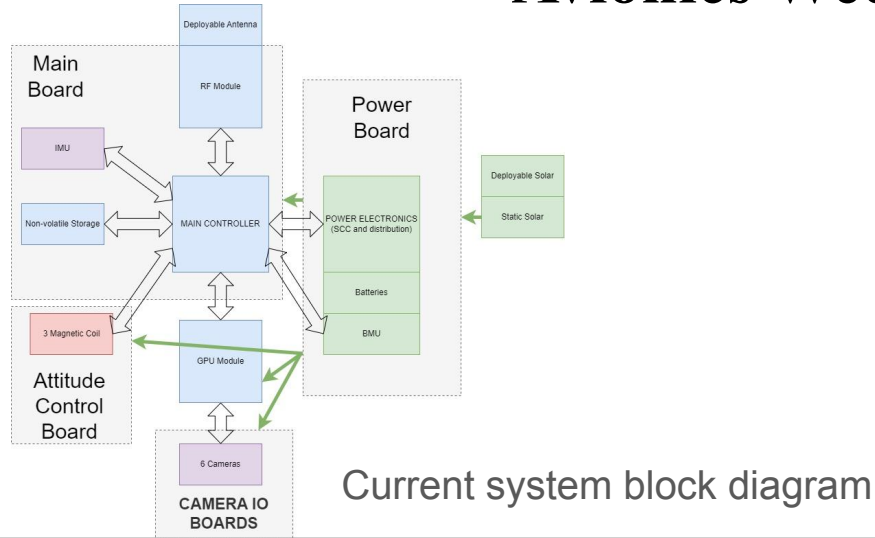 Deployable Antenna
Main
Board
RF Module
Power
Board
IMU
Deployable Solar
Non-volatile Storage
MAIN CONTROLLER
POWER ELECTRONICS
(SCC and distribution)
Static Solar
Batteries
3 Magnetic Coil
GPU Module
BMU
Attitude
Control
Board
6 Cameras
CAMERA IO
BOARDS
Current system block diagram